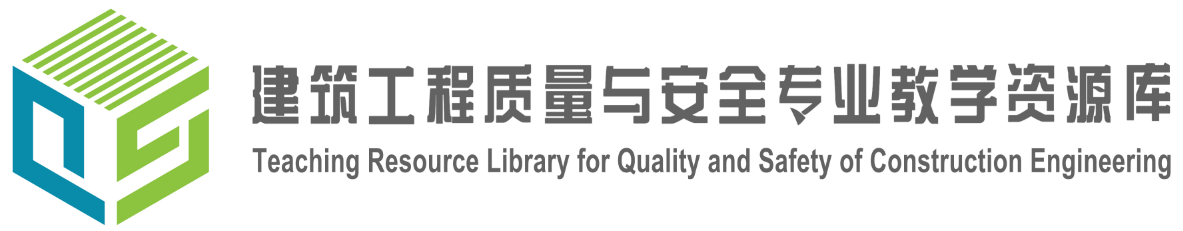 建筑工程质量与安全专业教学资源库
Teaching Resource Library for Quality and Safety of Construction Engineering